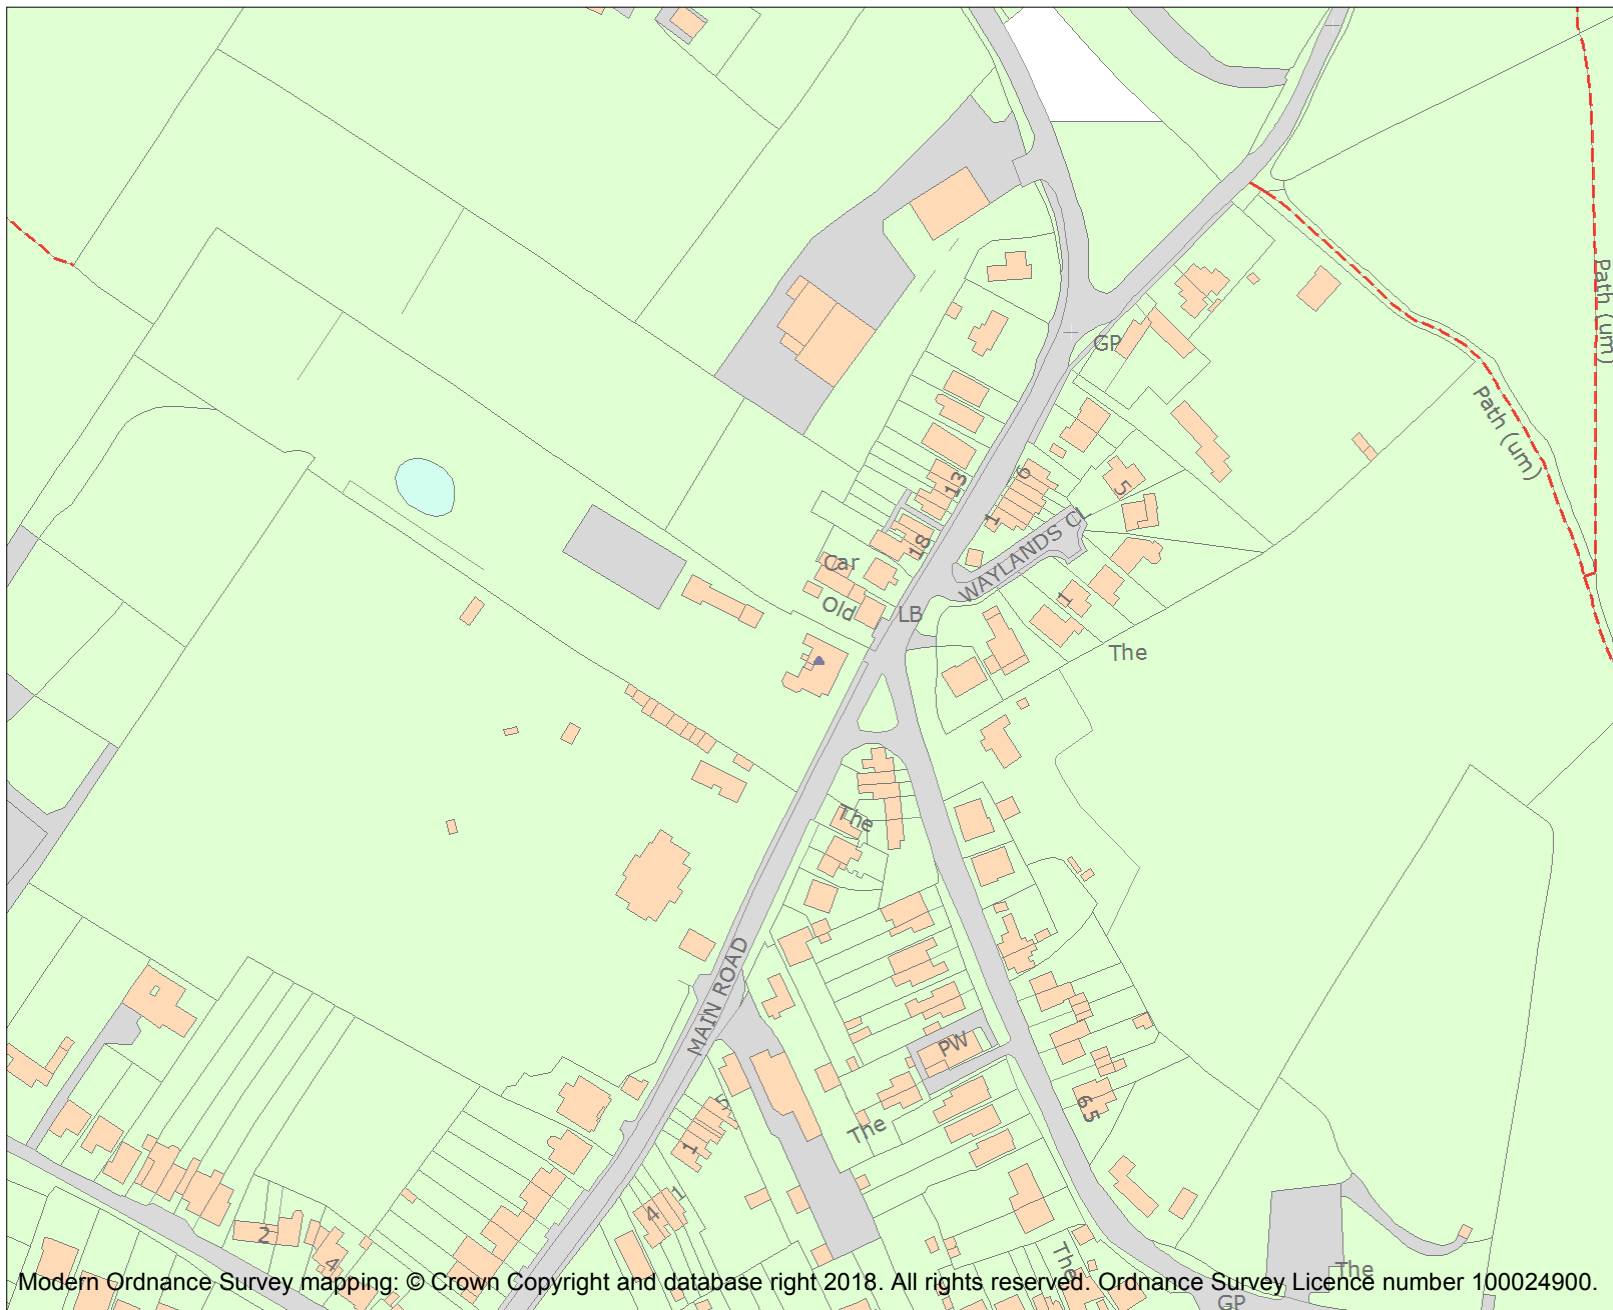 Path (um)
GP
Path (um)
13
6
5
1
18
WAYLANDS CL
Car
Old
LB
1
The
The
MAIN ROAD
PW
5
The
65
1
1
4
2
4
The
The
Modern Ordnance Survey mapping: © Crown Copyright and database right 2018. All rights reserved. Ordnance Survey Licence number 100024900.
GP